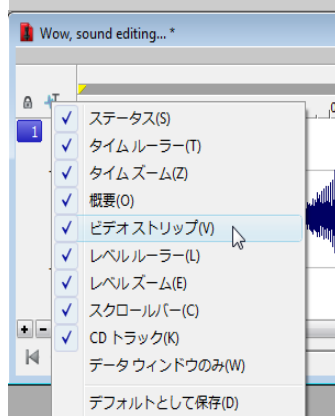 Wow, sound editing... *
1
ステータス(S)
タイム ルーラー(T)
タイム ズーム(Z)
概要(O)
ビデオ ストリップ(V)
レベル ルーラー(L)
レベル ズーム(E)
スクロールバー(C)
CD トラック(K)
データ ウィンドウのみ(W)
デフォルトとして保存(D)